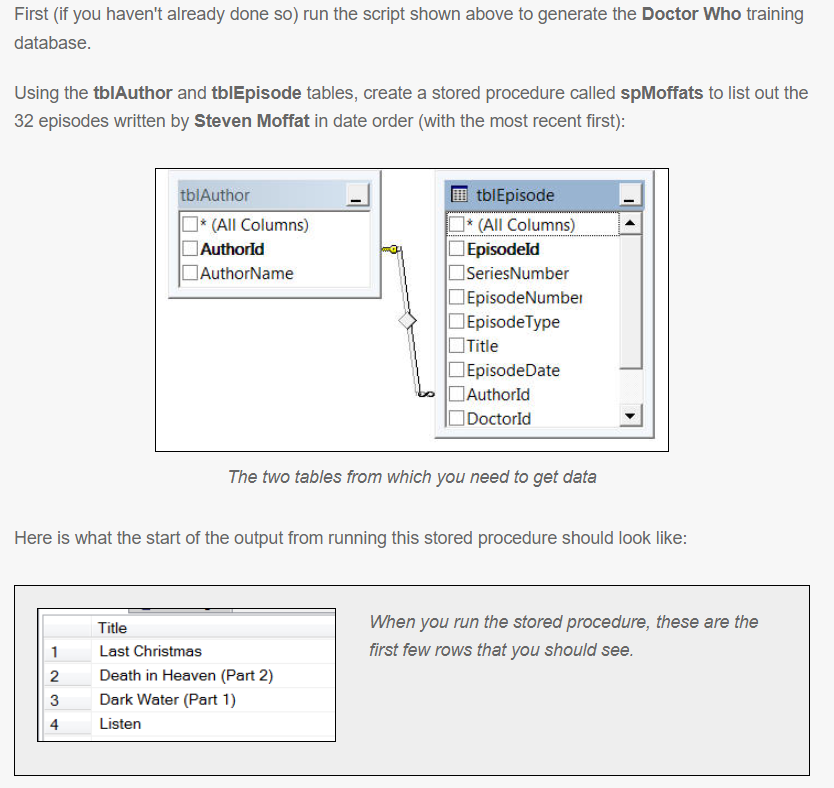 First (if you haven't already done so) run the script shown above to generate the Doctor Who training
database.
Using the tblAuthor and tblEpisode tables, create a stored procedure called spMoffats to list out the
32 episodes written by Steven Moffat in date order (with the most recent first):
tblAuthor
* (All Columns)
AuthorId
AuthorName
tblEpisode
* (All Columns)
EpisodeId
SeriesNumber
EpisodeNumber
EpisodeType
Title
EpisodeDate
AuthorId
DoctorId
The two tables from which you need to get data
Here is what the start of the output from running this stored procedure should look like:
Title
1 Last Christmas
2 Death in Heaven (Part 2)
3 Dark Water (Part 1)
4 Listen
When you run the stored procedure, these are the
first few rows that you should see.